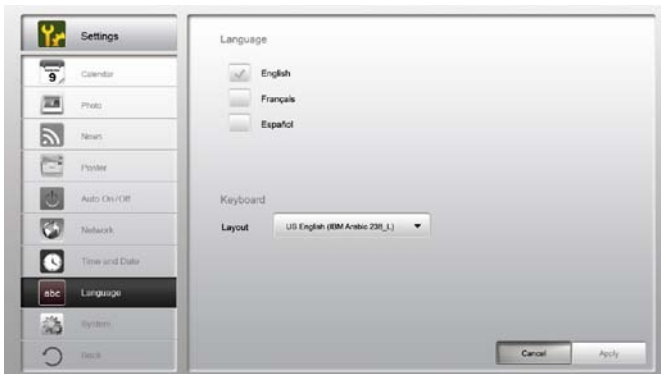 Settings
9
Calendar
Photo
News
Poster
Auto On/Off
Network
Time and Date
abc
Language
System
Back
Language
English
Français
Español
Keyboard
Layout
US English (IBM Arabic 238_L)
Cancel
Apply